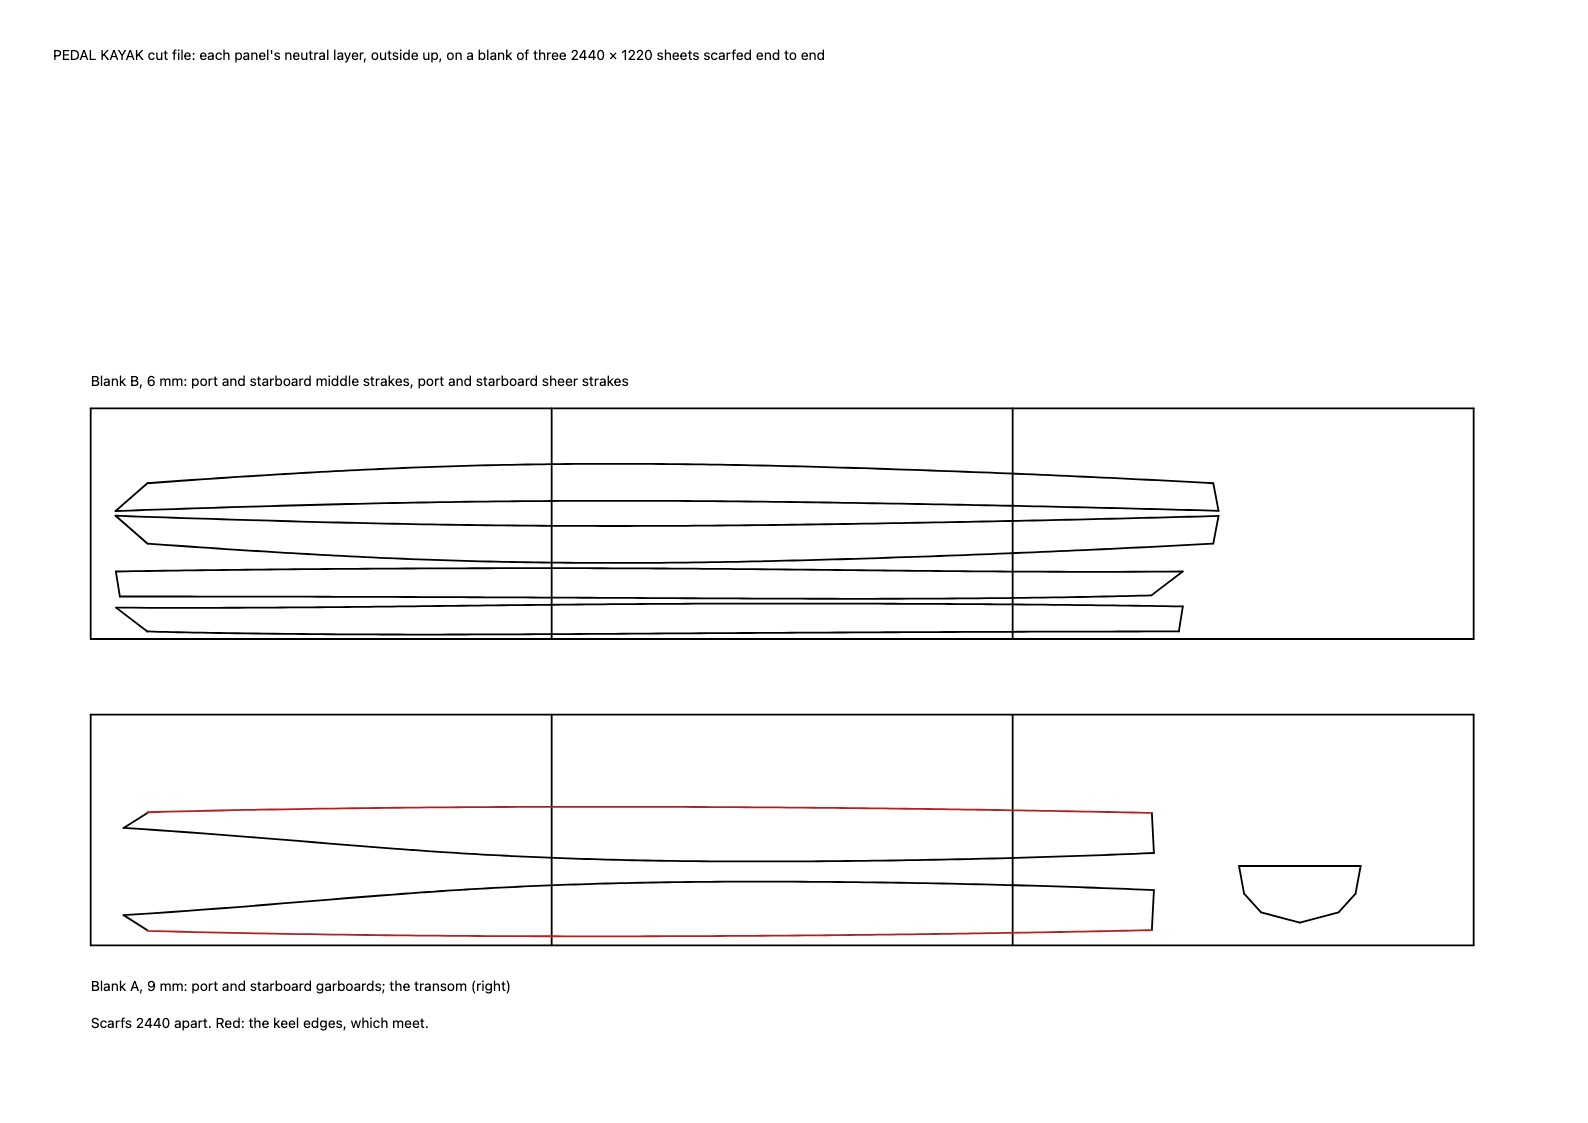 PEDAL KAYAK cut file: each panel's neutral layer, outside up, on a blank of three 2440 × 1220 sheets scarfed end to end
Blank B, 6 mm: port and starboard middle strakes, port and starboard sheer strakes
Blank A, 9 mm: port and starboard garboards; the transom (right)
Scarfs 2440 apart. Red: the keel edges, which meet.